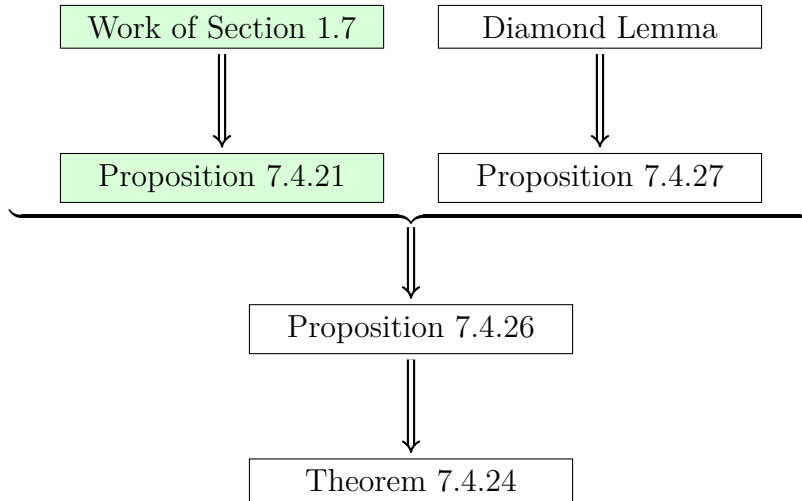 Work of Section 1.7
Diamond Lemma
Proposition 7.4.21
Proposition 7.4.27
Proposition 7.4.26
Theorem 7.4.24